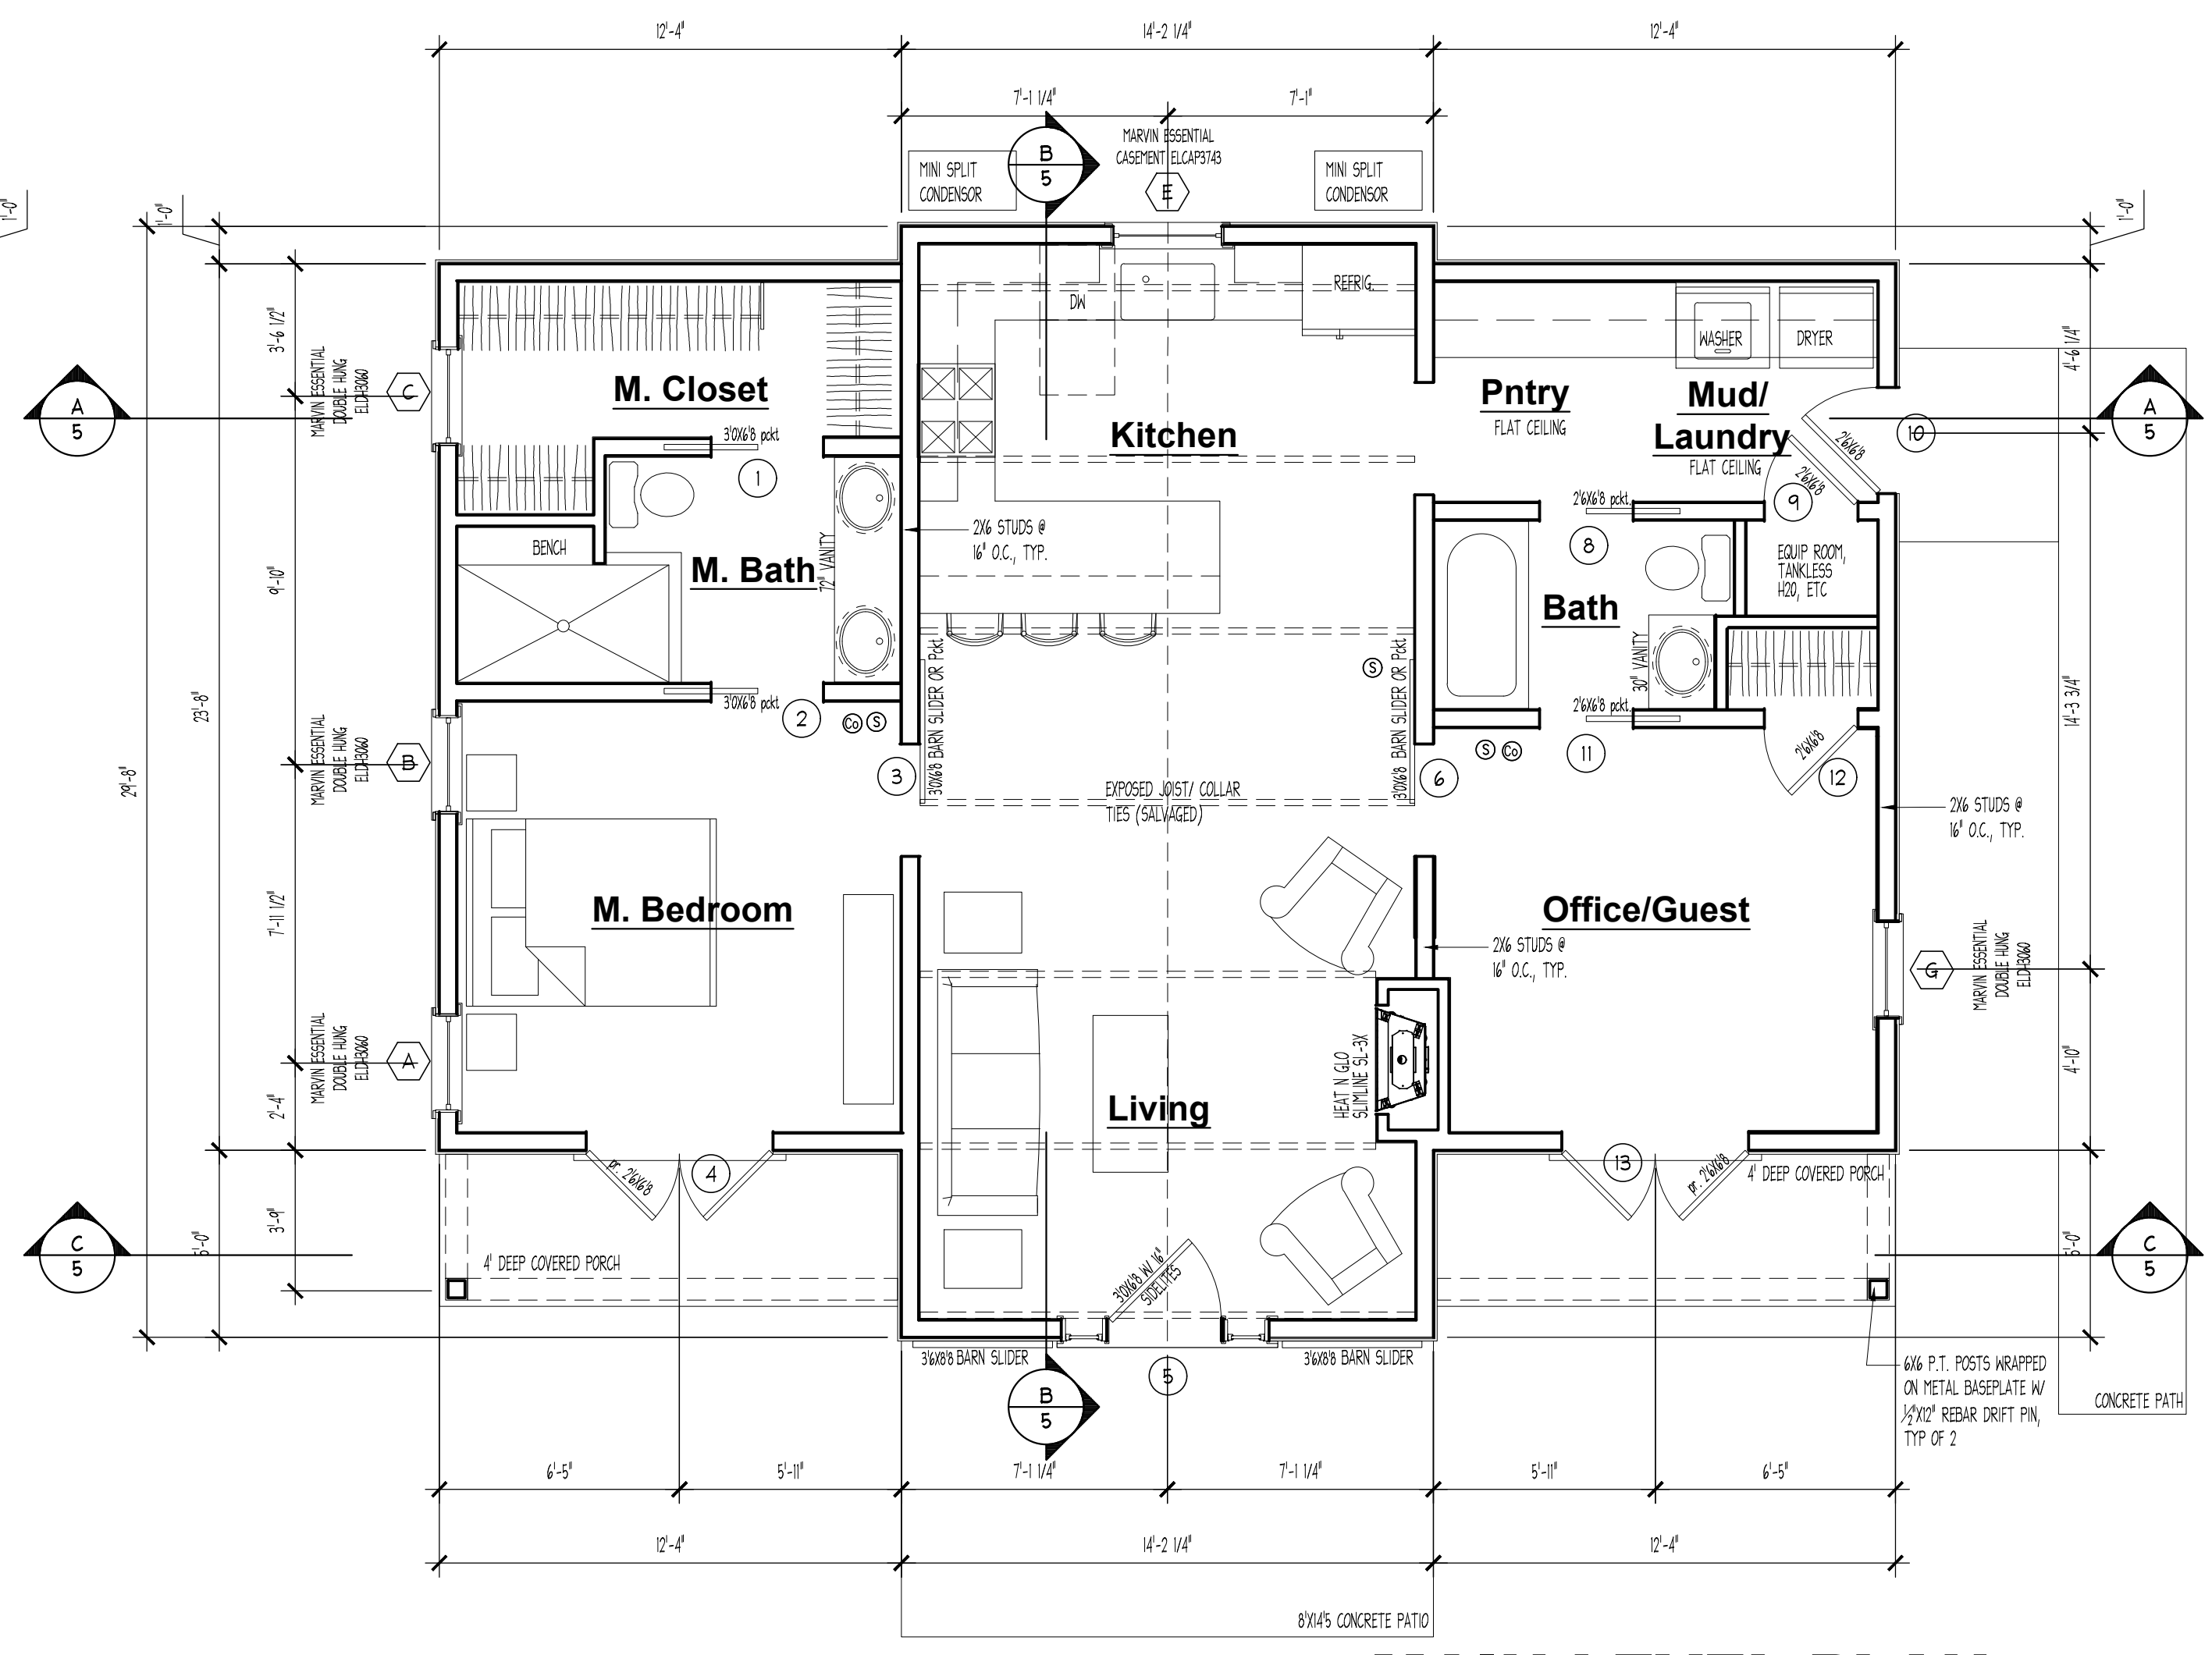 12'-4"
14'-2 1/4"
12'-4"
7'-1 1/4"
7'-1"
MARVIN ESSENTIAL
CASEMENT ELCAP3743
E
B
5
MINI SPLIT
CONDENSOR
MINI SPLIT
CONDENSOR
1'-0"
1'-0"
1'-0"
3'-6 1/2"
9'-10"
7'-11 1/2"
2'-4"
3'-9"
23'-8"
5'-0"
29'-8"
4'-6 1/4"
14'-3 3/4"
4'-10"
5'-0"
A
5
A
5
C
5
C
5
MARVIN ESSENTIAL
DOUBLE HUNG
ELDH3060
C
MARVIN ESSENTIAL
DOUBLE HUNG
ELDH3060
B
MARVIN ESSENTIAL
DOUBLE HUNG
ELDH3060
A
MARVIN ESSENTIAL
DOUBLE HUNG
ELDH3060
G
M. Closet
3'0X6'8 pckt
1
BENCH
M. Bath
72" VANITY
3'0X6'8 pckt
2
Co
S
2X6 STUDS @
16" O.C., TYP.
DW
REFRIG.
Kitchen
WASHER
DRYER
Pntry
FLAT CEILING
Mud/
Laundry
FLAT CEILING
10
2'6X6'8
2'6X6'8
9
2'6X6'8 pckt.
8
EQUIP ROOM,
TANKLESS
H20, ETC
Bath
30" VANITY
2'6X6'8 pckt.
11
2'6X6'8
12
S
Co
S
3
3'0X6'8 BARN SLIDER OR Pckt
3'0X6'8 BARN SLIDER OR Pckt
6
EXPOSED JOIST/ COLLAR
TIES (SALVAGED)
2X6 STUDS @
16" O.C., TYP.
M. Bedroom
Office/Guest
2X6 STUDS @
16" O.C., TYP.
HEAT N GLO
SLIMLINE SL-3X
Living
pr. 2'6X6'8
4
13
pr. 2'6X6'8
4' DEEP COVERED PORCH
4' DEEP COVERED PORCH
3'0X6'8 W/ 16"
SIDELITES
3'6X8'8 BARN SLIDER
3'6X8'8 BARN SLIDER
5
B
5
6X6 P.T. POSTS WRAPPED
ON METAL BASEPLATE W/
½"X12" REBAR DRIFT PIN,
TYP OF 2
CONCRETE PATH
6'-5"
5'-11"
7'-1 1/4"
7'-1 1/4"
5'-11"
6'-5"
12'-4"
14'-2 1/4"
12'-4"
8'X14'5 CONCRETE PATIO